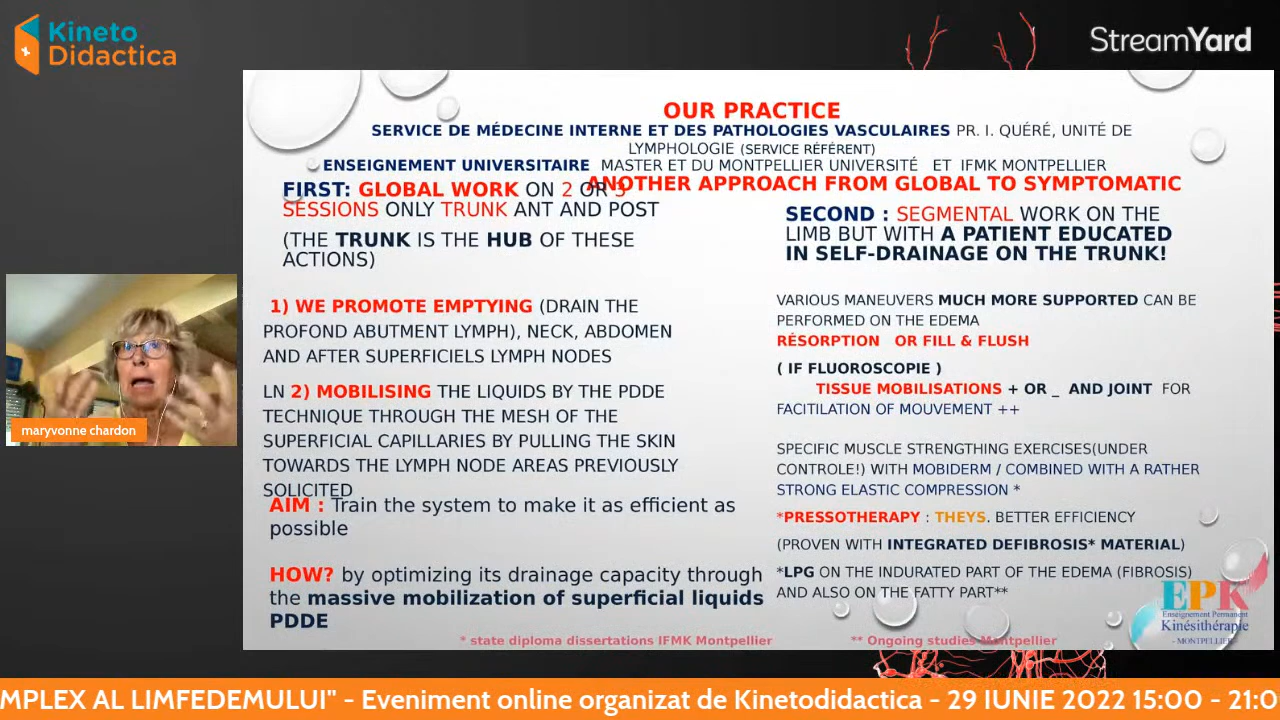 Kineto
Didactica
StreamYard
OUR PRACTICE
SERVICE DE MÉDECINE INTERNE ET DES PATHOLOGIES VASCULAIRES PR. I. QUÉRÉ, UNITÉ DE
LYMPHOLOGIE (SERVICE RÉFÉRENT)
ENSEIGNEMENT UNIVERSITAIRE MASTER ET DU MONTPELLIER UNIVERSITÉ ET IFMK MONTPELLIER
ANOTHER APPROACH FROM GLOBAL TO SYMPTOMATIC
FIRST: GLOBAL WORK ON 2 OR 3
SESSIONS ONLY TRUNK ANT AND POST
(THE TRUNK IS THE HUB OF THESE
ACTIONS)
1) WE PROMOTE EMPTYING (DRAIN THE
PROFOND ABUTMENT LYMPH), NECK, ABDOMEN
AND AFTER SUPERFICIELS LYMPH NODES
LN 2) MOBILISING THE LIQUIDS BY THE PDDE
TECHNIQUE THROUGH THE MESH OF THE
SUPERFICIAL CAPILLARIES BY PULLING THE SKIN
TOWARDS THE LYMPH NODE AREAS PREVIOUSLY
SOLICITED
AIM : Train the system to make it as efficient as
possible
HOW? by optimizing its drainage capacity through
the massive mobilization of superficial liquids
PDDE
SECOND : SEGMENTAL WORK ON THE
LIMB BUT WITH A PATIENT EDUCATED
IN SELF-DRAINAGE ON THE TRUNK!
VARIOUS MANEUVERS MUCH MORE SUPPORTED CAN BE
PERFORMED ON THE EDEMA
RÉSORPTION OR FILL & FLUSH
( IF FLUOROSCOPIE )
TISSUE MOBILISATIONS + OR _ AND JOINT FOR
FACITILATION OF MOUVEMENT ++
SPECIFIC MUSCLE STRENGTHING EXERCISES(UNDER
CONTROLE!) WITH MOBIDERM / COMBINED WITH A RATHER
STRONG ELASTIC COMPRESSION *
*PRESSOTHERAPY : THEYS. BETTER EFFICIENCY
(PROVEN WITH INTEGRATED DEFIBROSIS* MATERIAL)
*LPG ON THE INDURATED PART OF THE EDEMA (FIBROSIS)
AND ALSO ON THE FATTY PART**
* state diploma dissertations IFMK Montpellier
** Ongoing studies Montpellier
EPK
Enseignement Permanent
Kinésithérapie
- MONTPELLIER -
maryvonne chardon
MPLEX AL LIMFEDEMULUI" - Eveniment online organizat de Kinetodidactica - 29 IUNIE 2022 15:00 - 21:0